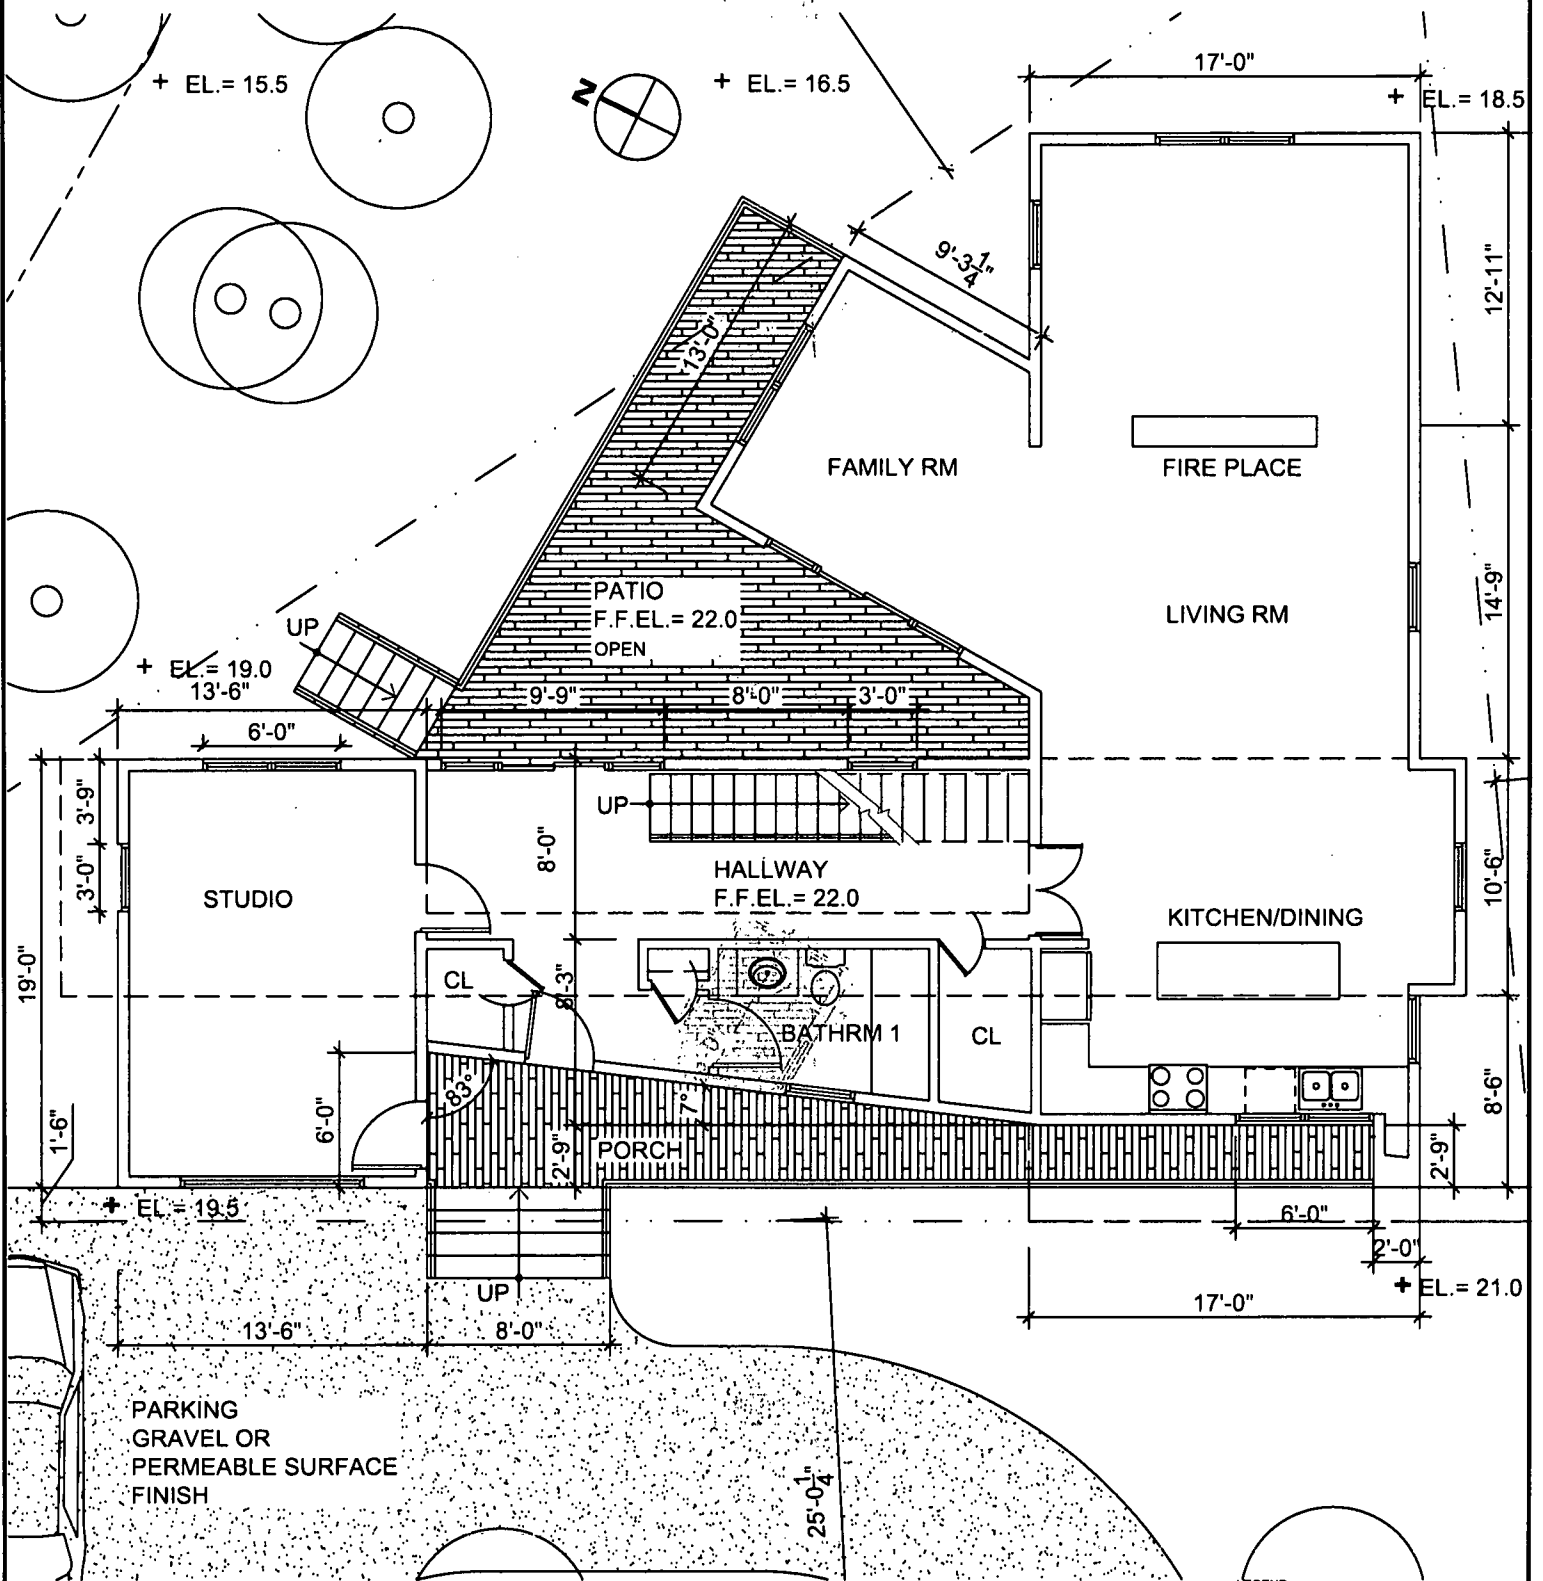 17'-0"
+ EL.= 15.5
N
+ EL.= 16.5
+ EL.= 18.5
9'-3 1/4"
12'-11"
13'-0"
FAMILY RM
FIRE PLACE
PATIO
F.F.EL.= 22.0
OPEN
UP
14'-9"
LIVING RM
+ EL.= 19.0
13'-6"
9'-9"
8'-0"
3'-0"
6'-0"
3'-9"
UP
8'-0"
HALLWAY
F.F.EL.= 22.0
3'-0"
STUDIO
10'-6"
KITCHEN/DINING
19'-0"
CL
8'-3"
BATHRM 1
CL
83°
7°
6'-0"
8'-6"
1'-6"
2'-9"
PORCH
2'-9"
+ EL.= 19.5
6'-0"
2'-0"
UP
+ EL.= 21.0
13'-6"
8'-0"
17'-0"
PARKING
GRAVEL OR
PERMEABLE SURFACE
FINISH
25'-0 1/4"